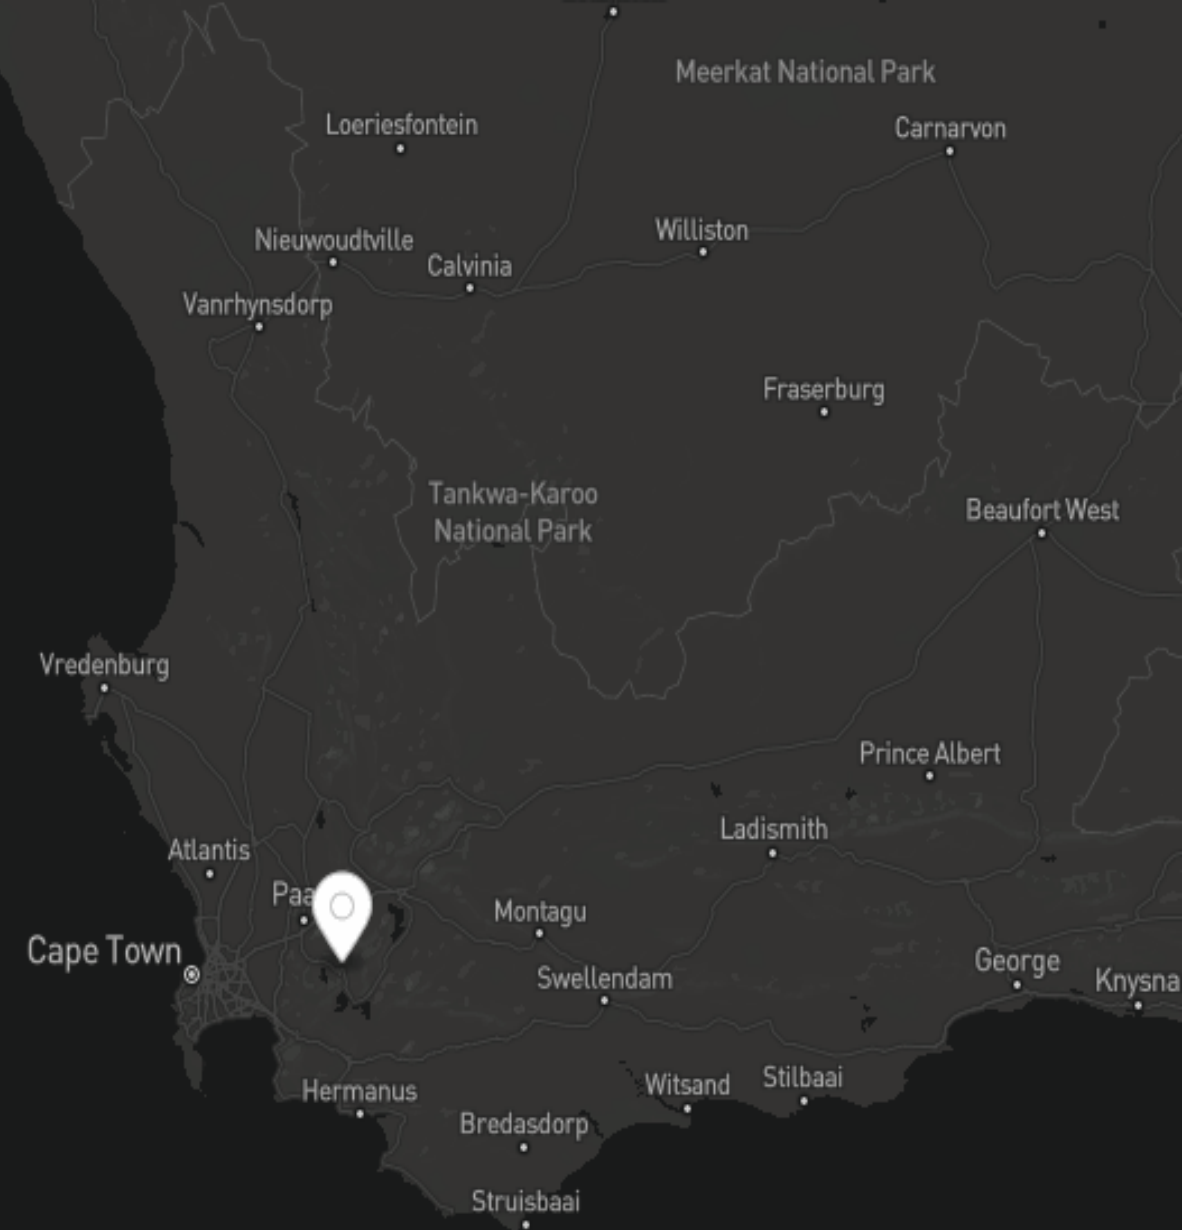 Meerkat National Park
Loeriesfontein
Carnarvon
Williston
Nieuwoudtville
Calvinia
Vanrhynsdorp
Fraserburg
Tankwa-Karoo
National Park
Beaufort West
Vredenburg
Prince Albert
Ladismith
Atlantis
Paa
Montagu
Cape Town
George
Swellendam
Knysna
Stilbaai
Witsand
Hermanus
Bredasdorp
Struisbaai